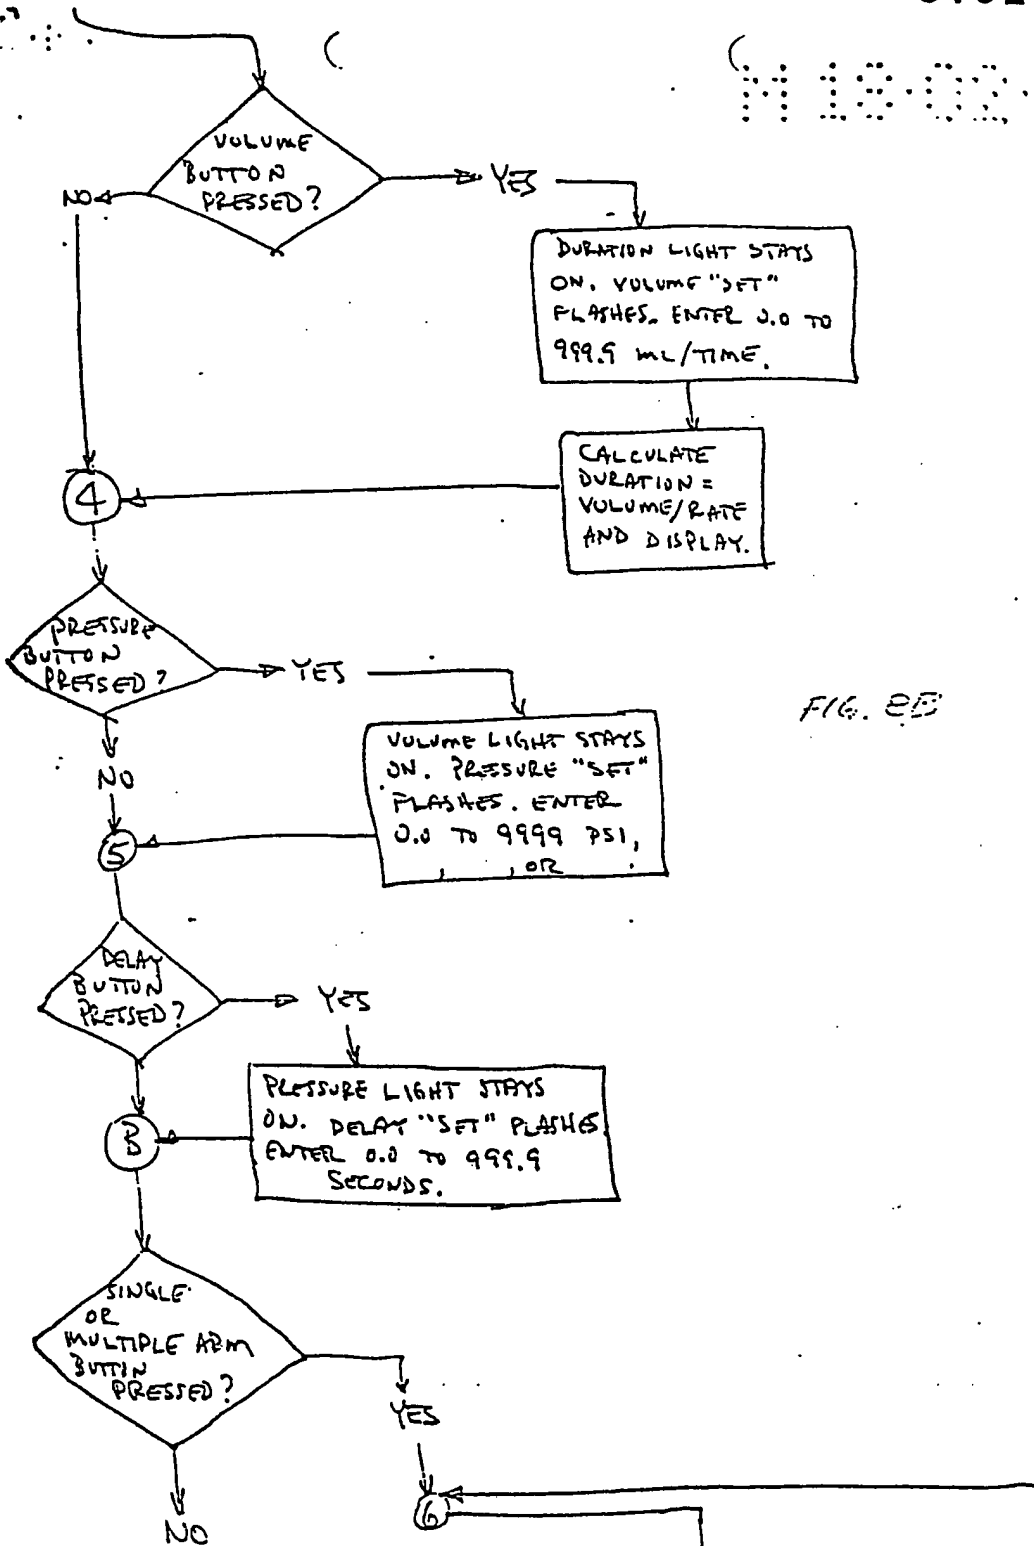 M 18·02·
VOLUME
BUTTON
PRESSED?
NO
YES
DURATION LIGHT STAYS
ON. VOLUME "SET"
FLASHES. ENTER 0.0 TO
999.9 mL/TIME.
CALCULATE
DURATION =
VOLUME/RATE
AND DISPLAY.
4
PRESSURE
BUTTON
PRESSED?
YES
NO
VOLUME LIGHT STAYS
ON. PRESSURE "SET"
FLASHES. ENTER
0.0 TO 9999 PSI,
, , OR .
FIG. 8B
5
DELAY
BUTTON
PRESSED?
YES
PRESSURE LIGHT STAYS
ON. DELAY "SET" FLASHES
ENTER 0.0 TO 999.9
SECONDS.
B
SINGLE
OR
MULTIPLE ARM
BUTTIN
PRESSED?
YES
NO
6